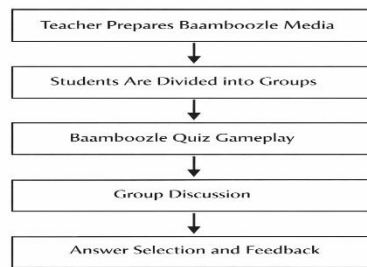 Teacher Prepares Baamboozle Media
Students Are Divided into Groups
Baamboozle Quiz Gameplay
Group Discussion
Answer Selection and Feedback